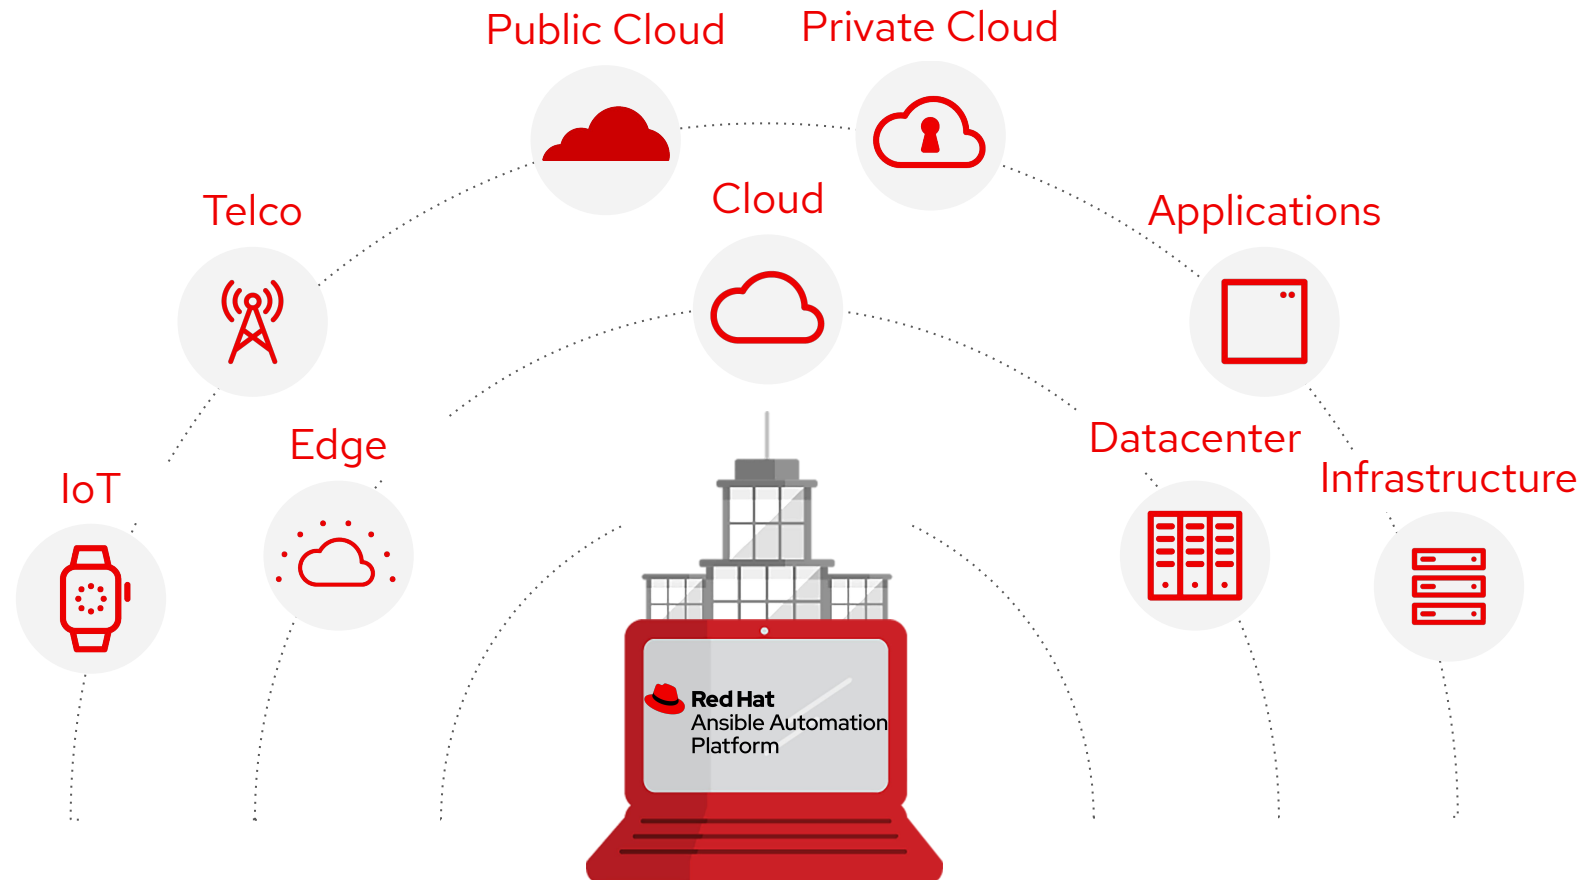 Public Cloud
Private Cloud
Cloud
Telco
Applications
Edge
Datacenter
IoT
Infrastructure
Red Hat
Ansible Automation
Platform